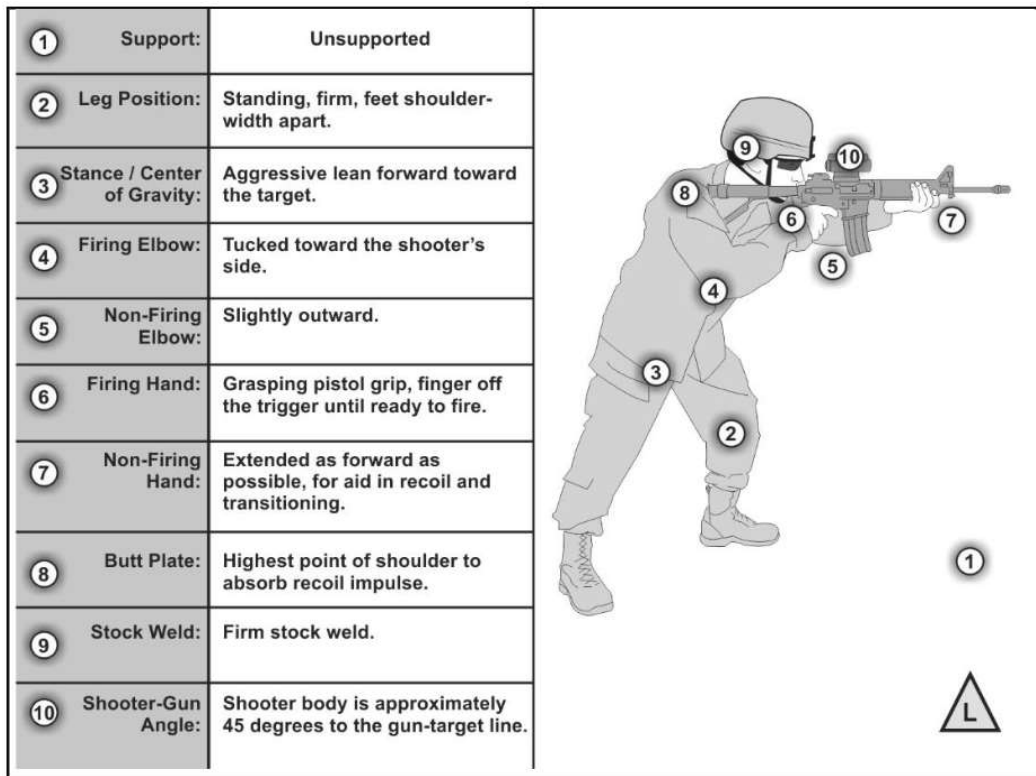 1 Support: Unsupported
2 Leg Position: Standing, firm, feet shoulder-
width apart.
3 Stance / Center
of Gravity: Aggressive lean forward toward
the target.
4 Firing Elbow: Tucked toward the shooter's
side.
5 Non-Firing
Elbow: Slightly outward.
6 Firing Hand: Grasping pistol grip, finger off
the trigger until ready to fire.
7 Non-Firing
Hand: Extended as forward as
possible, for aid in recoil and
transitioning.
8 Butt Plate: Highest point of shoulder to
absorb recoil impulse.
9 Stock Weld: Firm stock weld.
10 Shooter-Gun
Angle: Shooter body is approximately
45 degrees to the gun-target line.
9
10
8
6
7
5
4
3
2
1
L